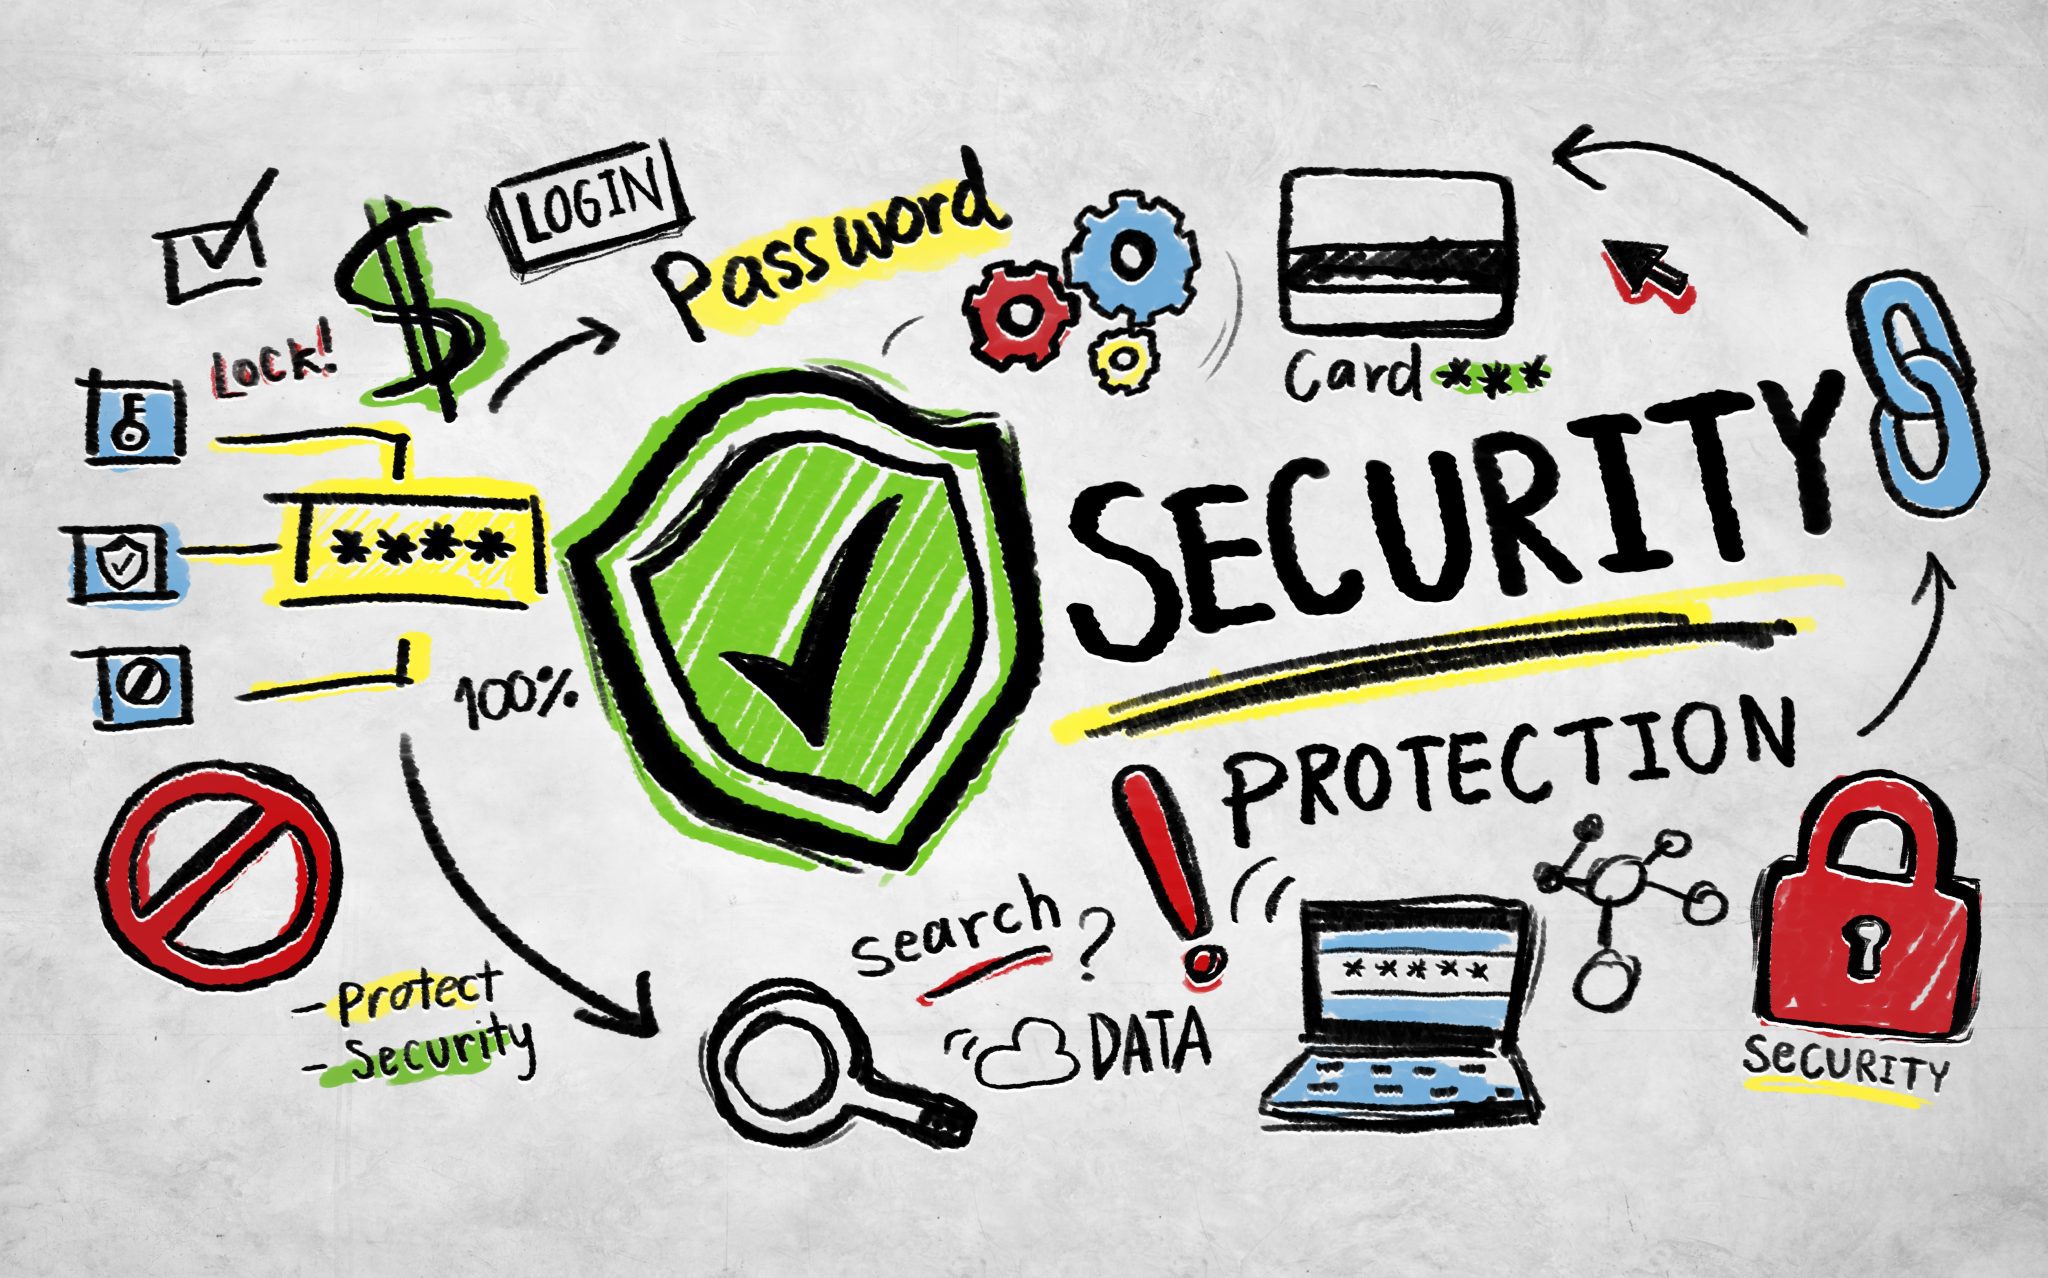 LOGIN
Password
LOCK!
Card ***
****
SECURITY
100%
PROTECTION
search ?
*****
- Protect
- Security
DATA
SECURITY